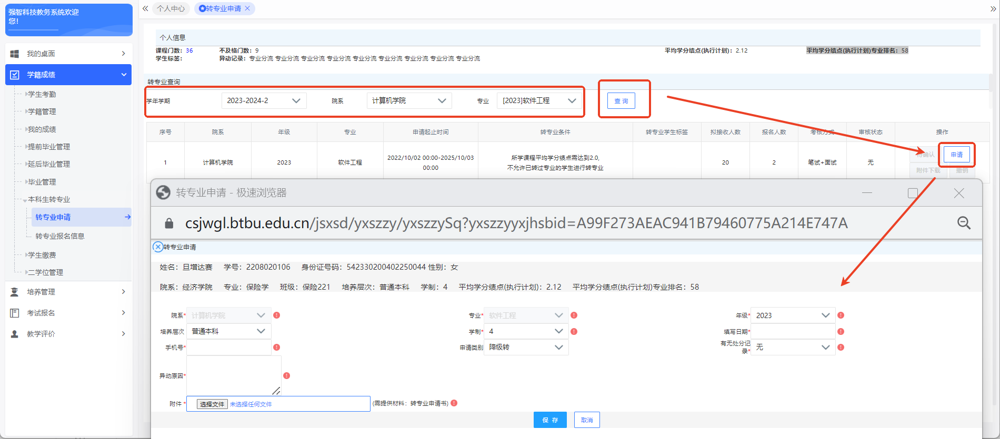 强智科技教务系统欢迎
您!
我的桌面
学籍成绩
学生考勤
学籍管理
我的成绩
提前毕业管理
延后毕业管理
毕业管理
本科生转专业
转专业申请
转专业报名信息
学生缴费
二学位管理
培养管理
考试报名
教学评价
个人中心
转专业申请
个人信息
课程门数：36 不及格门数：9 平均学分绩点(执行计划)：2.12 平均学分绩点(执行计划)专业排名：58
学生标签： 异动记录：专业分流 专业分流 专业分流 专业分流 专业分流 专业分流 专业分流 专业分流 专业分流
转专业查询
学年学期 2023-2024-2 院系 计算机学院 专业 [2023]软件工程 查 询
序号 院系 年级 专业 申请起止时间 转专业条件 转专业学生标签 拟接收人数 报名人数 考核方式 审核状态 操作
1 计算机学院 2023 软件工程 2022/10/02 00:00-2025/10/03 00:00 所学课程平均学分绩点需达到2.0, 不允许已转过专业的学生进行转专业 20 2 笔试+面试 无 待确认 申请
附件下载 撤销
转专业申请 - 极速浏览器
csjwgl.btbu.edu.cn/jsxsd/yxszzy/yxszzySq?yxszzyyxjhsbid=A99F273AEAC941B79460775A214E747A
转专业申请
姓名：旦增达赛 学号：2208020106 身份证号码：542330200402250044 性别：女
院系：经济学院 专业：保险学 班级：保险221 培养层次：普通本科 学制：4 平均学分绩点(执行计划)：2.12 平均学分绩点(执行计划)专业排名：58
院系* 计算机学院 专业* 软件工程 年级* 2023
培养层次 普通本科 学制* 4 填写日期*
手机号* 申请类别 降级转 有无处分记录* 无
异动原因*
附件 * 选择文件 未选择任何文件 (需提供材料：转专业申请书)
保 存 取消